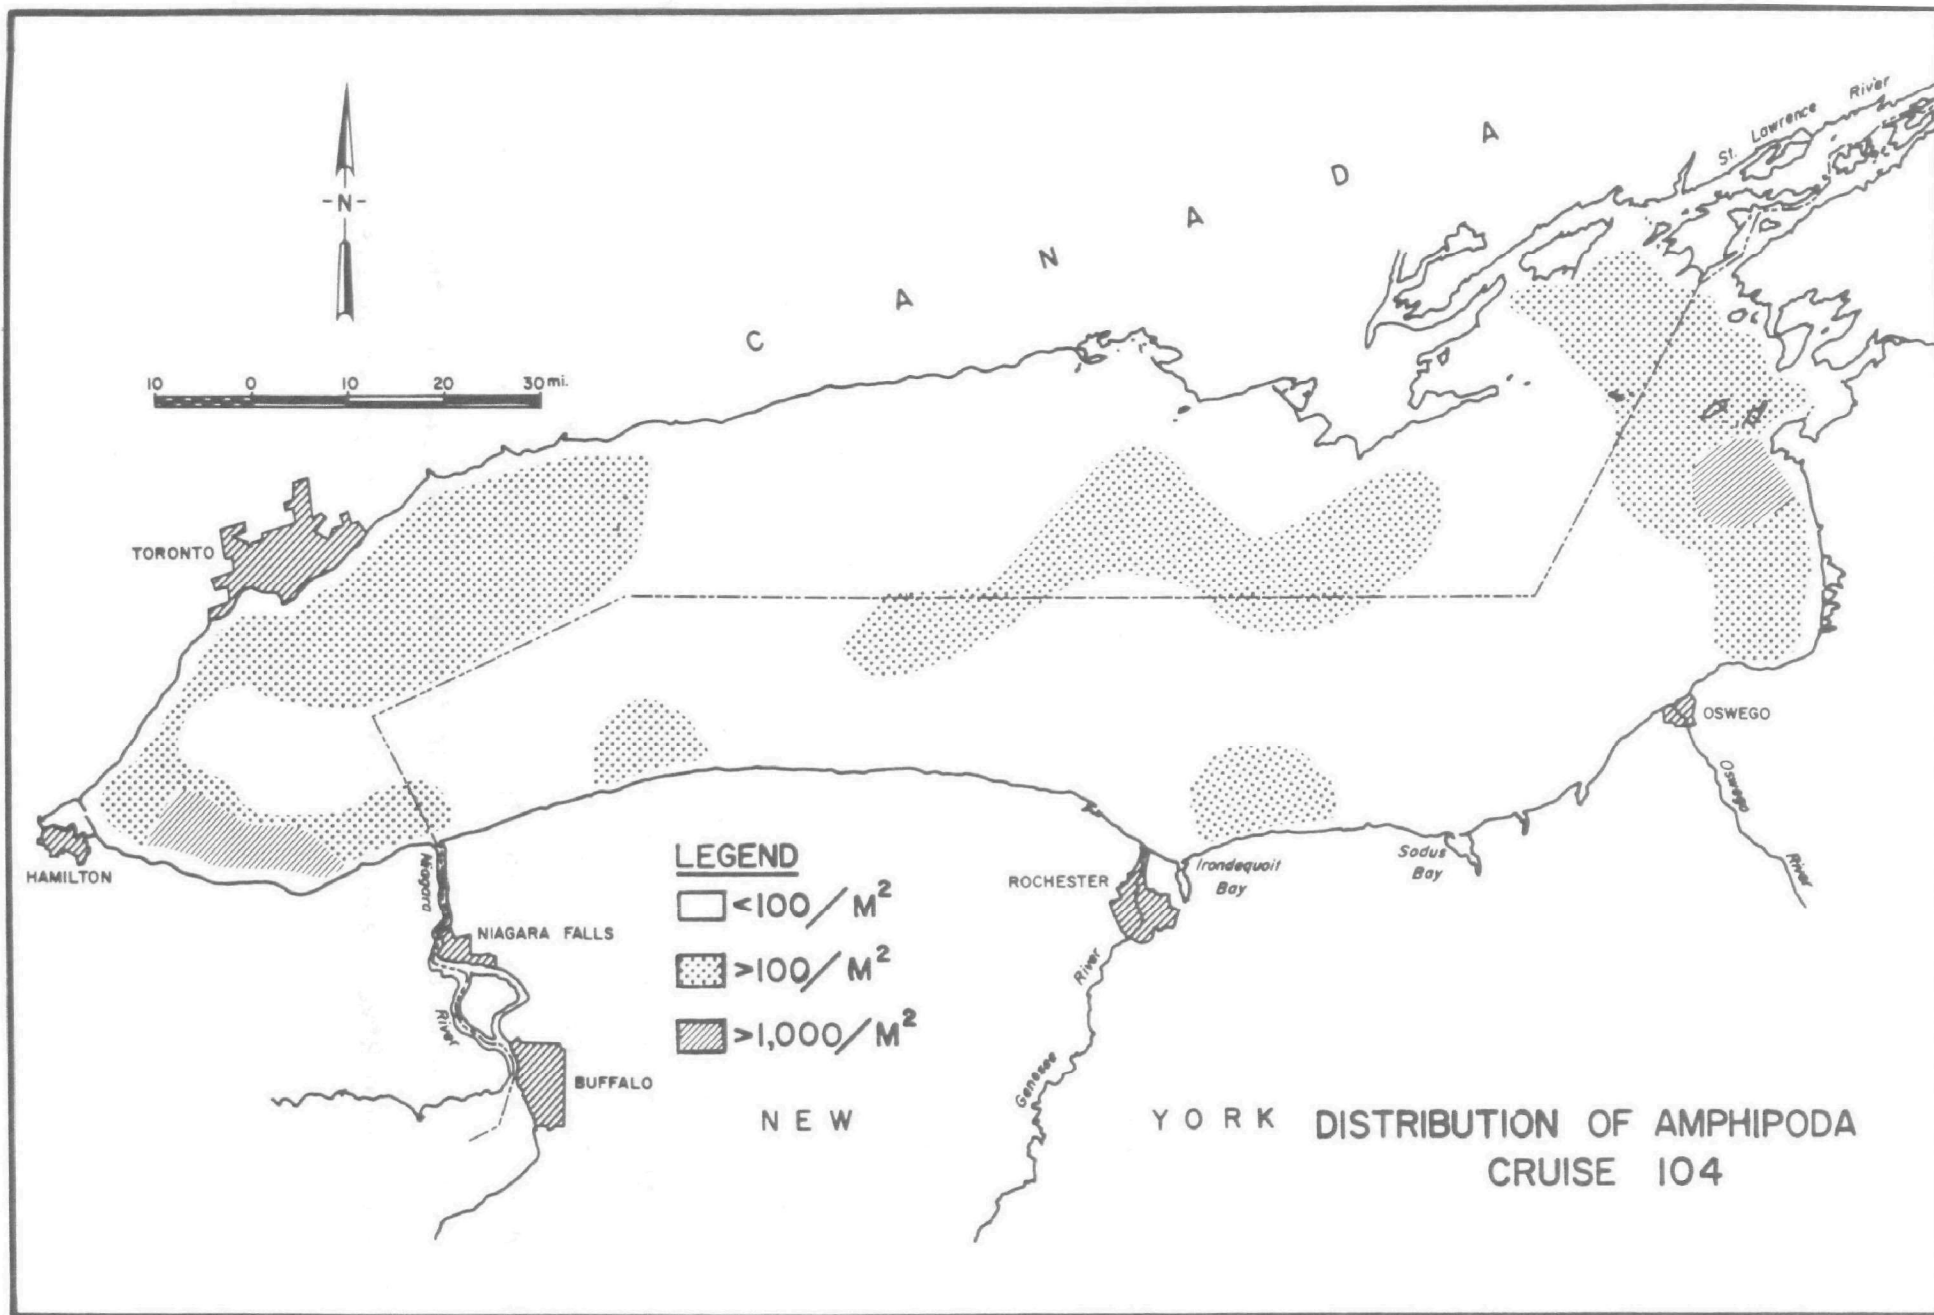 St. Lawrence River
C A N A D A
-N-
10 0 10 20 30 mi.
TORONTO
OSWEGO
Oswego River
HAMILTON
Niagara River
NIAGARA FALLS
BUFFALO
ROCHESTER
Irondequoit
Bay
Sodus
Bay
Genesee River
LEGEND
<100/M²
>100/M²
>1,000/M²
NEW YORK
DISTRIBUTION OF AMPHIPODA
CRUISE 104